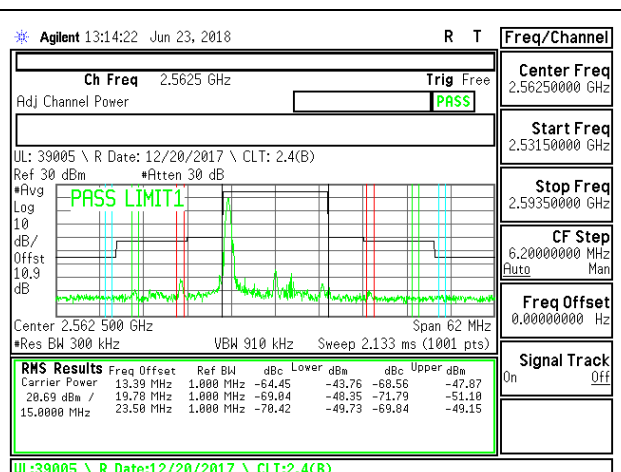 Agilent 13:14:22 Jun 23, 2018 R T
Freq/Channel
Ch Freq 2.5625 GHz Trig Free
Adj Channel Power PASS
Center Freq
2.56250000 GHz
Start Freq
2.53150000 GHz
Stop Freq
2.59350000 GHz
CF Step
6.20000000 MHz
Auto Man
Freq Offset
0.00000000 Hz
Signal Track
On Off
UL: 39005 \ R Date: 12/20/2017 \ CLT: 2.4(B)
Ref 30 dBm #Atten 30 dB
#Avg
Log
10
dB/
Offst
10.9
dB
PASS LIMIT1
Center 2.562 500 GHz Span 62 MHz
#Res BW 300 kHz VBW 910 kHz Sweep 2.133 ms (1001 pts)
RMS Results Freq Offset Ref BW dBc Lower dBm dBc Upper dBm
Carrier Power 13.39 MHz 1.000 MHz -64.45 -43.76 -68.56 -47.87
20.69 dBm / 19.78 MHz 1.000 MHz -69.04 -48.35 -71.79 -51.10
15.0000 MHz 23.50 MHz 1.000 MHz -70.42 -49.73 -69.84 -49.15
UL:39005 \ R Date:12/20/2017 \ CLT:2.4(B)